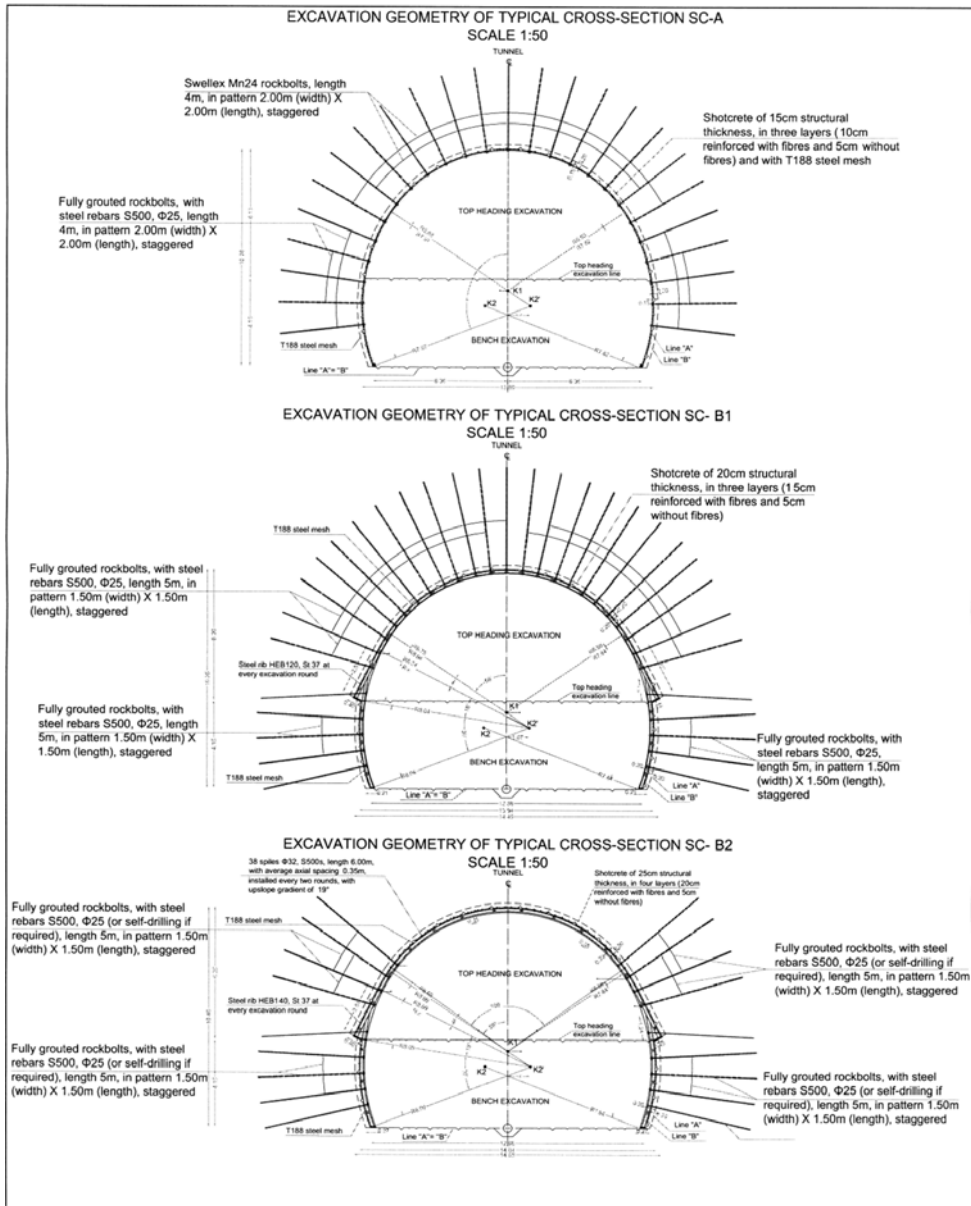 EXCAVATION GEOMETRY OF TYPICAL CROSS-SECTION SC-A
SCALE 1:50
TUNNEL
Swellex Mn24 rockbolts, length
4m, in pattern 2.00m (width) X
2.00m (length), staggered
Shotcrete of 15cm structural
thickness, in three layers (10cm
reinforced with fibres and 5cm without
fibres) and with T188 steel mesh
Fully grouted rockbolts, with
steel rebars S500, Φ25, length
4m, in pattern 2.00m (width) X
2.00m (length), staggered
TOP HEADING EXCAVATION
Top heading
excavation line
K1
K2
K2'
T188 steel mesh
BENCH EXCAVATION
Line "A"
Line "B"
Line "A"= "B"
EXCAVATION GEOMETRY OF TYPICAL CROSS-SECTION SC- B1
SCALE 1:50
TUNNEL
Shotcrete of 20cm structural
thickness, in three layers (15cm
reinforced with fibres and 5cm
without fibres)
T188 steel mesh
Fully grouted rockbolts, with steel
rebars S500, Φ25, length 5m, in
pattern 1.50m (width) X 1.50m
(length), staggered
TOP HEADING EXCAVATION
Steel rib HEB120, St 37 at
every excavation round
Top heading
excavation line
K1
K2
K2'
Fully grouted rockbolts, with
steel rebars S500, Φ25, length
5m, in pattern 1.50m (width) X
1.50m (length), staggered
Fully grouted rockbolts, with
steel rebars S500, Φ25,
length 5m, in pattern 1.50m
(width) X 1.50m (length),
staggered
BENCH EXCAVATION
T188 steel mesh
Line "A"
Line "B"
Line "A"= "B"
EXCAVATION GEOMETRY OF TYPICAL CROSS-SECTION SC- B2
SCALE 1:50
TUNNEL
38 spiles Φ32, S500s, length 6.00m,
with average axial spacing 0.35m,
installed every two rounds, with
upslope gradient of 19°
Shotcrete of 25cm structural
thickness, in four layers (20cm
reinforced with fibres and 5cm
without fibres)
Fully grouted rockbolts, with steel
rebars S500, Φ25 (or self-drilling if
required), length 5m, in pattern 1.50m
(width) X 1.50m (length), staggered
T188 steel mesh
Fully grouted rockbolts, with steel
rebars S500, Φ25 (or self-drilling if
required), length 5m, in pattern 1.50m
(width) X 1.50m (length), staggered
TOP HEADING EXCAVATION
Steel rib HEB140, St 37 at
every excavation round
Top heading
excavation line
K1
K2
K2'
Fully grouted rockbolts, with steel
rebars S500, Φ25 (or self-drilling if
required), length 5m, in pattern 1.50m
(width) X 1.50m (length), staggered
Fully grouted rockbolts, with steel
rebars S500, Φ25 (or self-drilling if
required), length 5m, in pattern 1.50m
(width) X 1.50m (length), staggered
BENCH EXCAVATION
T188 steel mesh
Line "A"
Line "B"
Line "A"= "B"